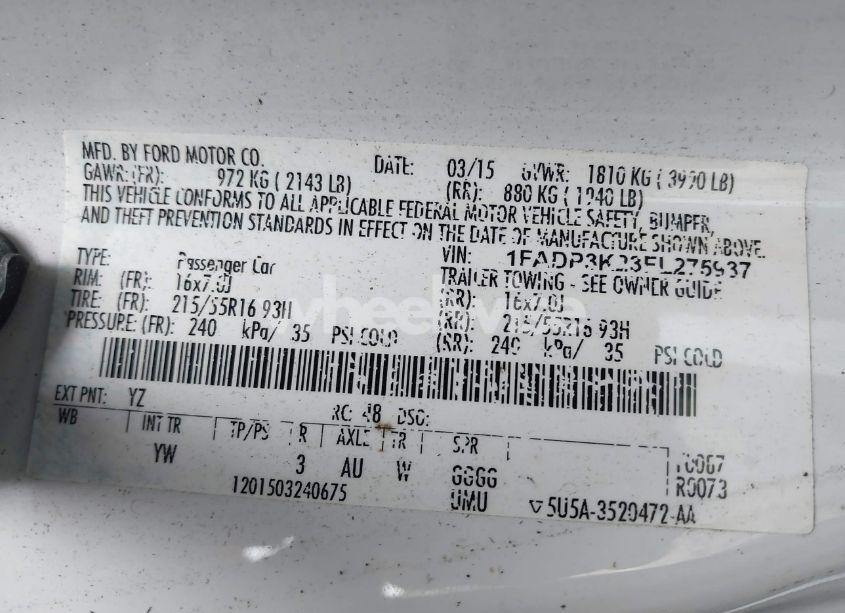 MFD. BY FORD MOTOR CO. DATE: 03/15 GVWR: 1810 KG ( 3990 LB)
GAWR: (FR): 972 KG ( 2143 LB) (RR): 880 KG ( 1940 LB)
THIS VEHICLE CONFORMS TO ALL APPLICABLE FEDERAL MOTOR VEHICLE SAFETY, BUMPER,
AND THEFT PREVENTION STANDARDS IN EFFECT ON THE DATE OF MANUFACTURE SHOWN ABOVE.
VIN: 1FADP3K23FL275937
TYPE: Passenger Car TRAILER TOWING - SEE OWNER GUIDE
RIM: (FR): 16x7.0J (RR): 16x7.0J
TIRE: (FR): 215/55R16 93H (RR): 215/55R16 93H
PRESSURE: (FR): 240 kPa/ 35 PSI COLD (RR): 240 kPa/ 35 PSI COLD
EXT PNT: YZ RC: 48 DSO:
WB INT TR TP/PS R AXLE TR SPR
YW 3 AU W GGGG
UMU
1201503240675
R0073
5U5A-3520472-AA